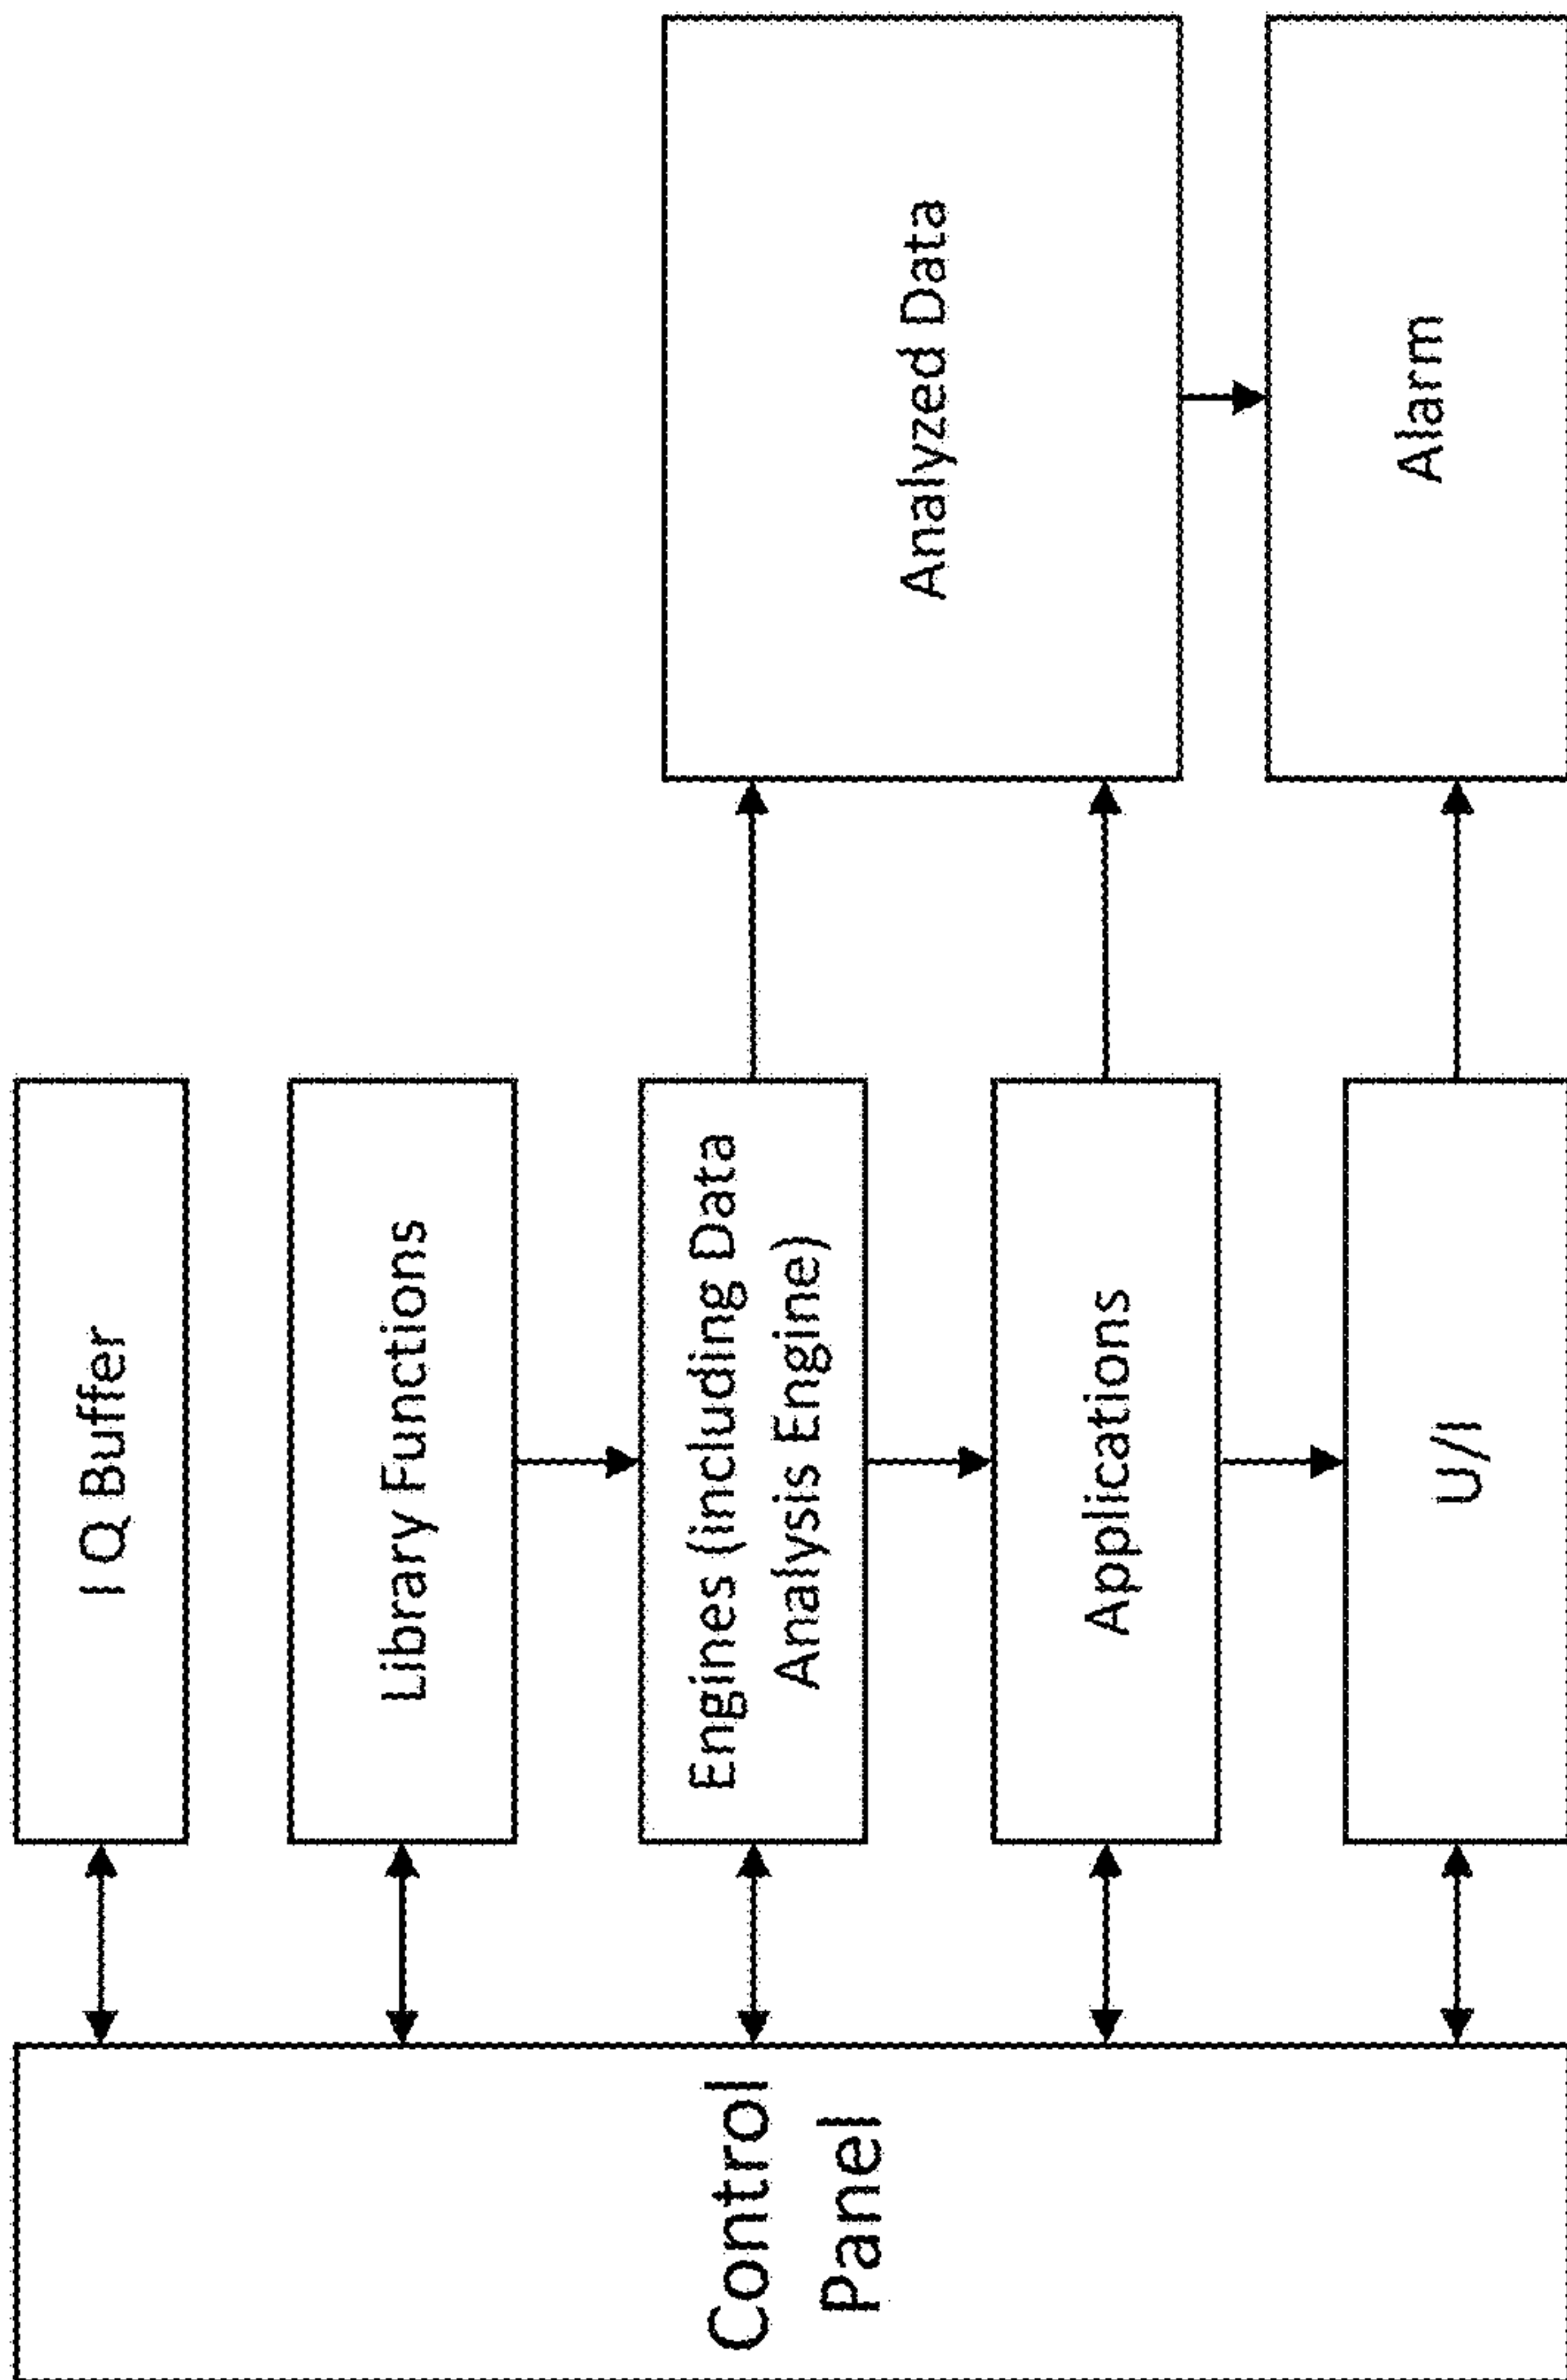 Control
Panel
I Q Buffer
Library Functions
Engines (including Data
Analysis Engine)
Applications
U/I
Analyzed Data
Alarm